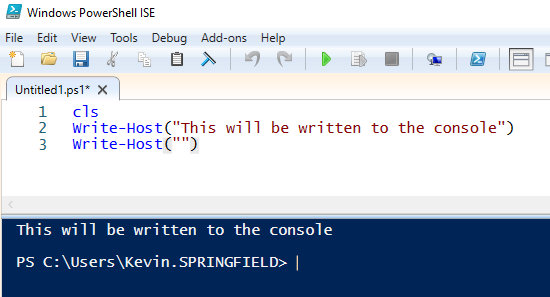 Windows PowerShell ISE
File Edit View Tools Debug Add-ons Help
Untitled1.ps1* X
1 cls
2 Write-Host("This will be written to the console")
3 Write-Host("")
This will be written to the console
PS C:\Users\Kevin.SPRINGFIELD>